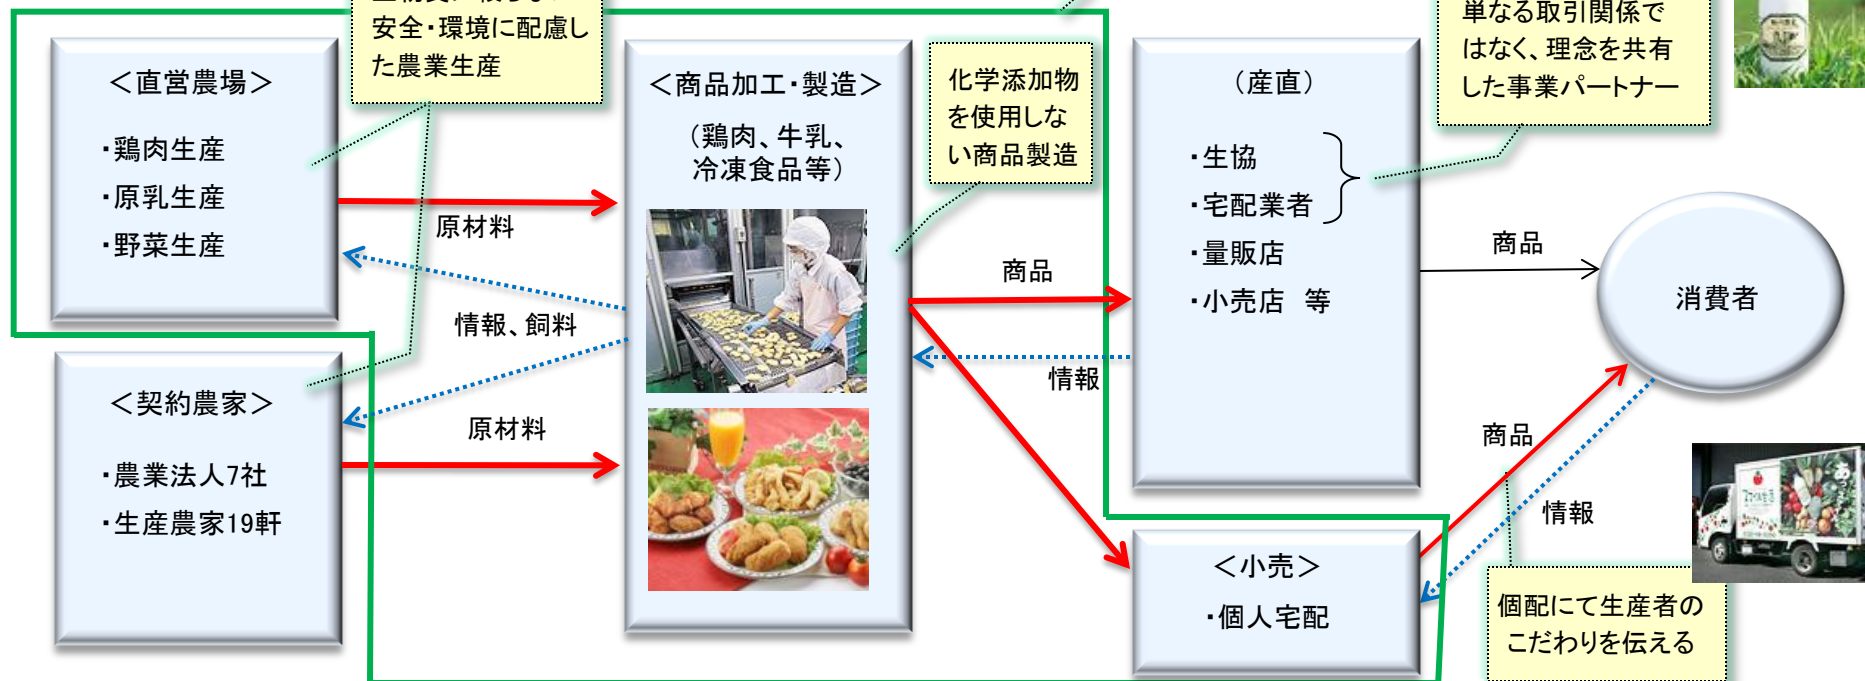 安全・環境に配慮し
た農業生産
単なる取引関係で
はなく、理念を共有
した事業パートナー
＜直営農場＞
・鶏肉生産
・原乳生産
・野菜生産
＜商品加工・製造＞
（鶏肉、牛乳、
冷凍食品等）
化学添加物
を使用しな
い商品製造
（産直）
・生協
・宅配業者
・量販店
・小売店　等
原材料
情報、飼料
商品
情報
商品
消費者
＜契約農家＞
・農業法人7社
・生産農家19軒
原材料
商品
情報
＜小売＞
・個人宅配
個配にて生産者の
こだわりを伝える